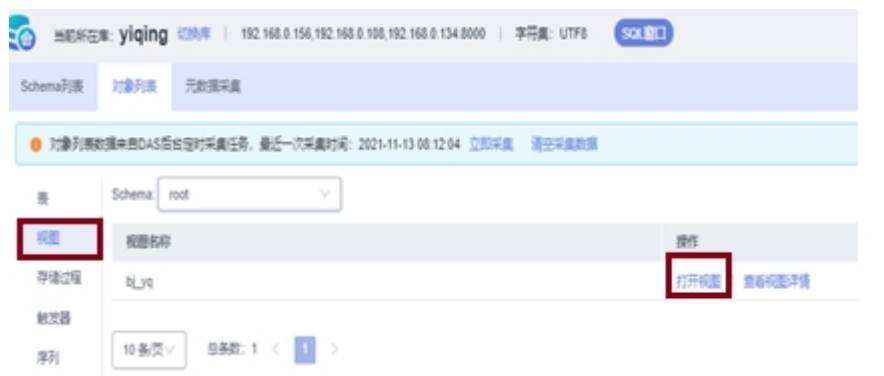 当前所在库: yiqing 切换库 | 192.168.0.156,192.168.0.108,192.168.0.134:8000 | 字符集: UTF8 SQL窗口
Schema列表 对象列表 元数据采集
对象列表数据来自DAS后台定时采集任务, 最近一次采集时间: 2021-11-13 08:12:04 立即采集 清空采集数据
表 Schema: root
视图 视图名称 操作
存储过程 bj_yq 打开视图 查看视图详情
触发器
序列 10 条/页 总条数: 1 < 1 >